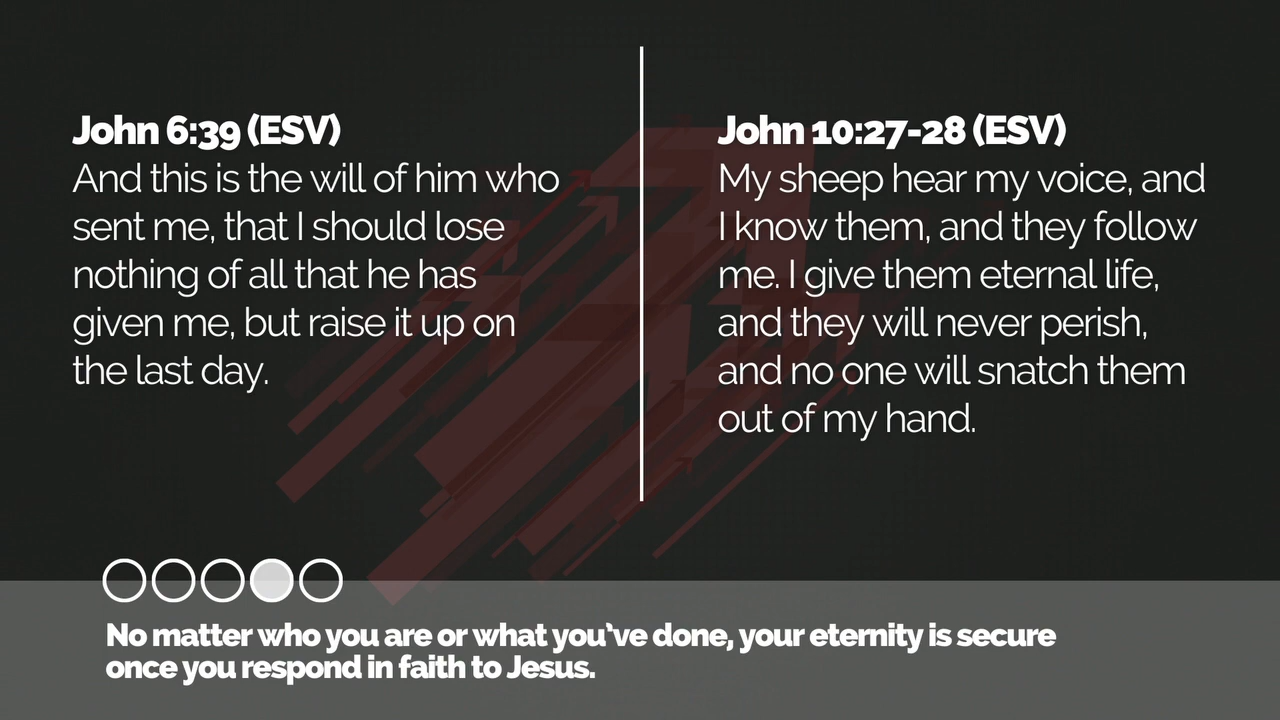 John 6:39 (ESV)
And this is the will of him who
sent me, that I should lose
nothing of all that he has
given me, but raise it up on
the last day.
John 10:27-28 (ESV)
My sheep hear my voice, and
I know them, and they follow
me. I give them eternal life,
and they will never perish,
and no one will snatch them
out of my hand.
No matter who you are or what you’ve done, your eternity is secure
once you respond in faith to Jesus.